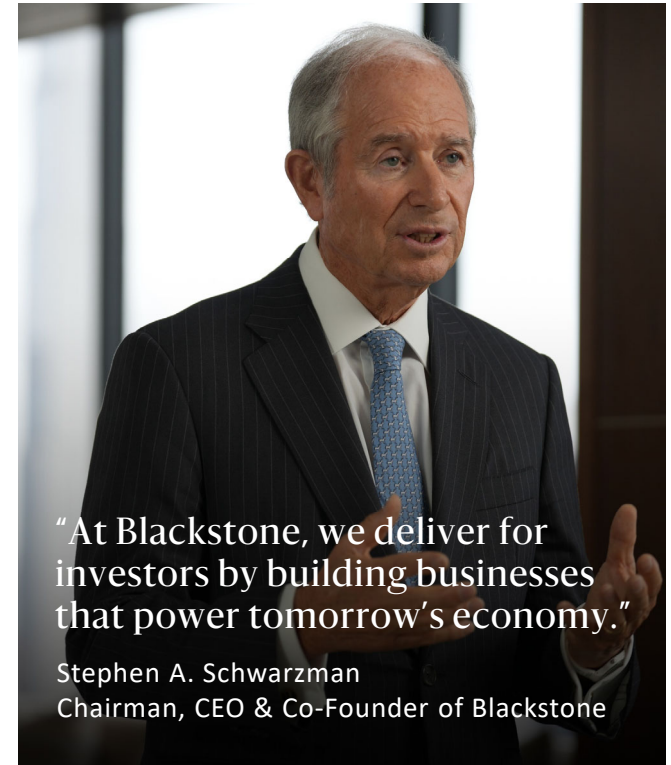 “At Blackstone, we deliver for
investors by building businesses
that power tomorrow’s economy.”
Stephen A. Schwarzman
Chairman, CEO & Co-Founder of Blackstone